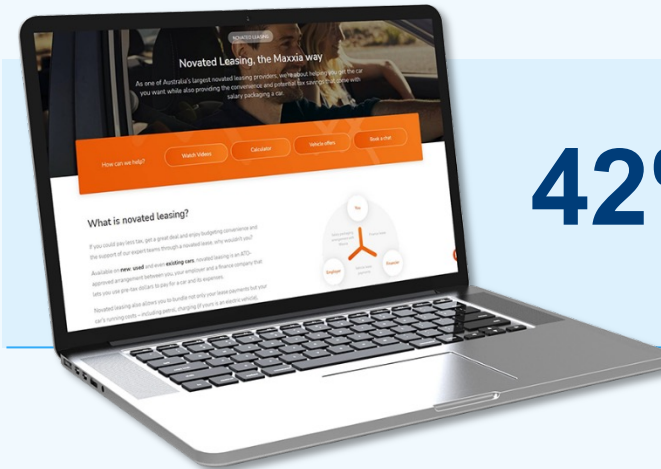 NOVATED LEASING
Novated Leasing, the Maxxia way
As one of Australia's largest novated leasing providers, we're about helping you get the car
you want while also providing the convenience and potential tax savings that come with
salary packaging a car.
How can we help?
Watch Videos
Calculator
Vehicle offers
Book a chat
42%
What is novated leasing?
If you could pay less tax, get a great deal and enjoy budgeting convenience and
the support of our expert teams through a novated lease, why wouldn't you?
Available on new, used and even existing cars, novated leasing is an ATO-
approved arrangement between you, your employer and a finance company that
lets you use pre-tax dollars to pay for a car and its expenses.
Novated leasing also allows you to bundle not only your lease payments but your
car's running costs – including petrol, charging (if yours is an electric vehicle),
You
Employer
Financier